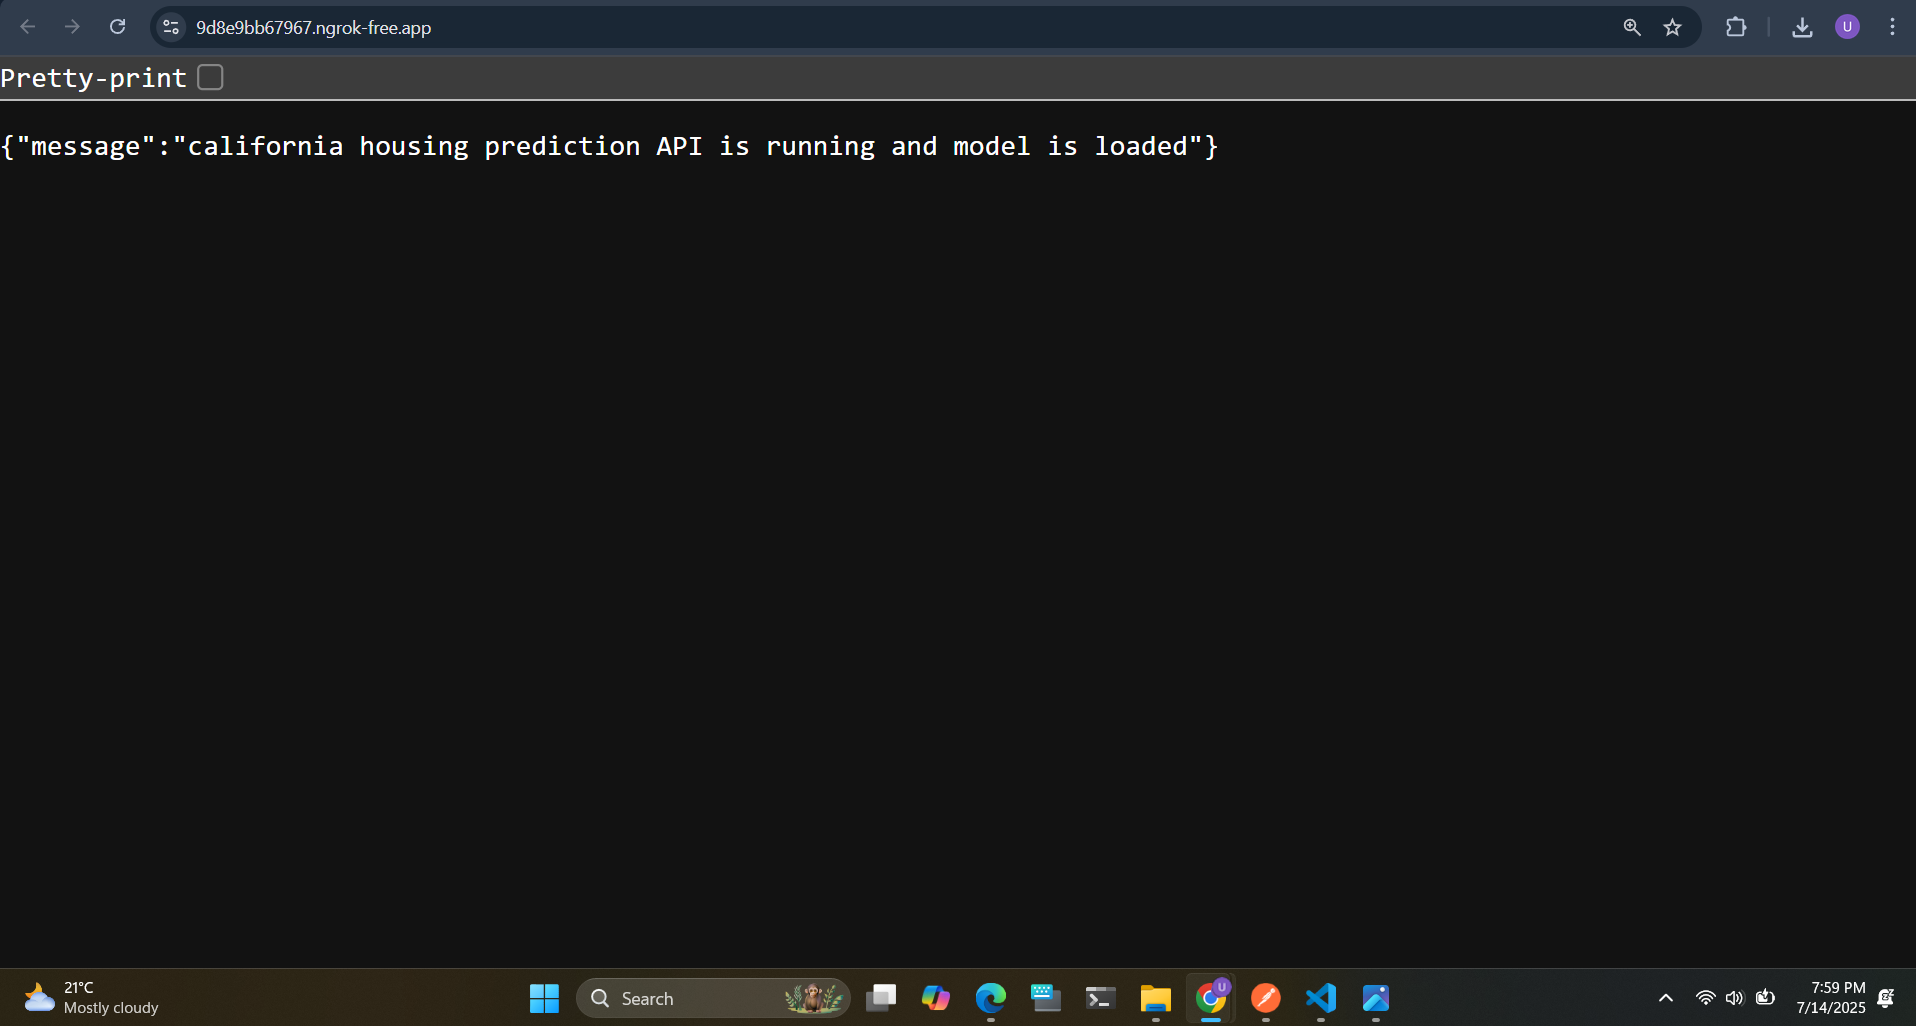 9d8e9bb67967.ngrok-free.app
U
Pretty-print
{"message":"california housing prediction API is running and model is loaded"}
21°C
Mostly cloudy
Search
U
7:59 PM
7/14/2025